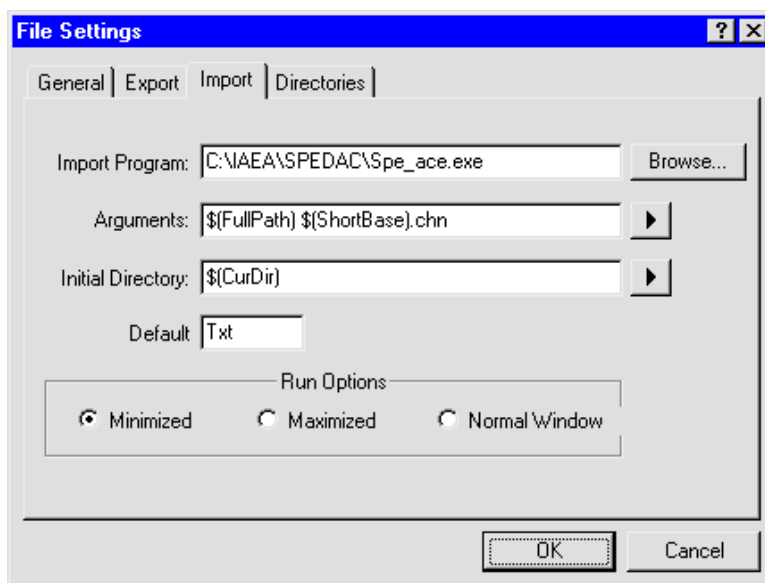 File Settings
General Export Import Directories
Import Program: C:\IAEA\SPEDAC\Spe_ace.exe Browse...
Arguments: $(FullPath) $(ShortBase).chn
Initial Directory: $(CurDir)
Default Txt
Run Options
Minimized Maximized Normal Window
OK Cancel